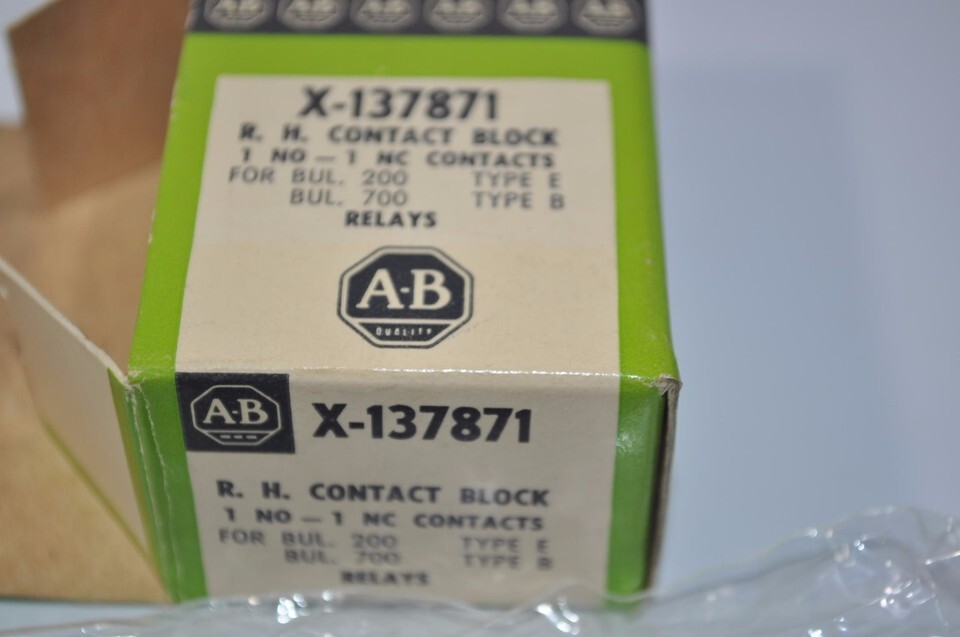 X-137871
R. H. CONTACT BLOCK
1 NO – 1 NC CONTACTS
FOR BUL. 200 TYPE E
BUL. 700 TYPE B
RELAYS
A-B
QUALITY
A-B
X-137871
R. H. CONTACT BLOCK
1 NO – 1 NC CONTACTS
FOR BUL. 200 TYPE E
BUL. 700 TYPE B
RELAYS